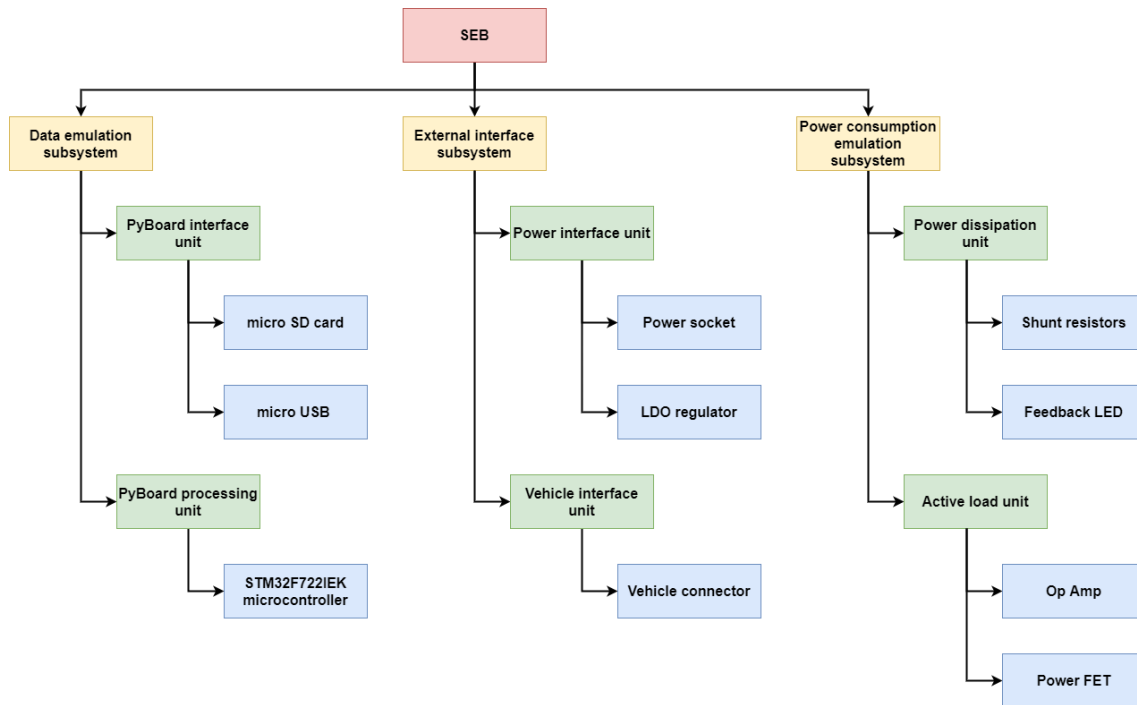 SEB
Data emulation
subsystem
External interface
subsystem
Power consumption
emulation
subsystem
PyBoard interface
unit
Power interface unit
Power dissipation
unit
micro SD card
Power socket
Shunt resistors
micro USB
LDO regulator
Feedback LED
PyBoard processing
unit
Vehicle interface
unit
Active load unit
STM32F722IEK
microcontroller
Vehicle connector
Op Amp
Power FET